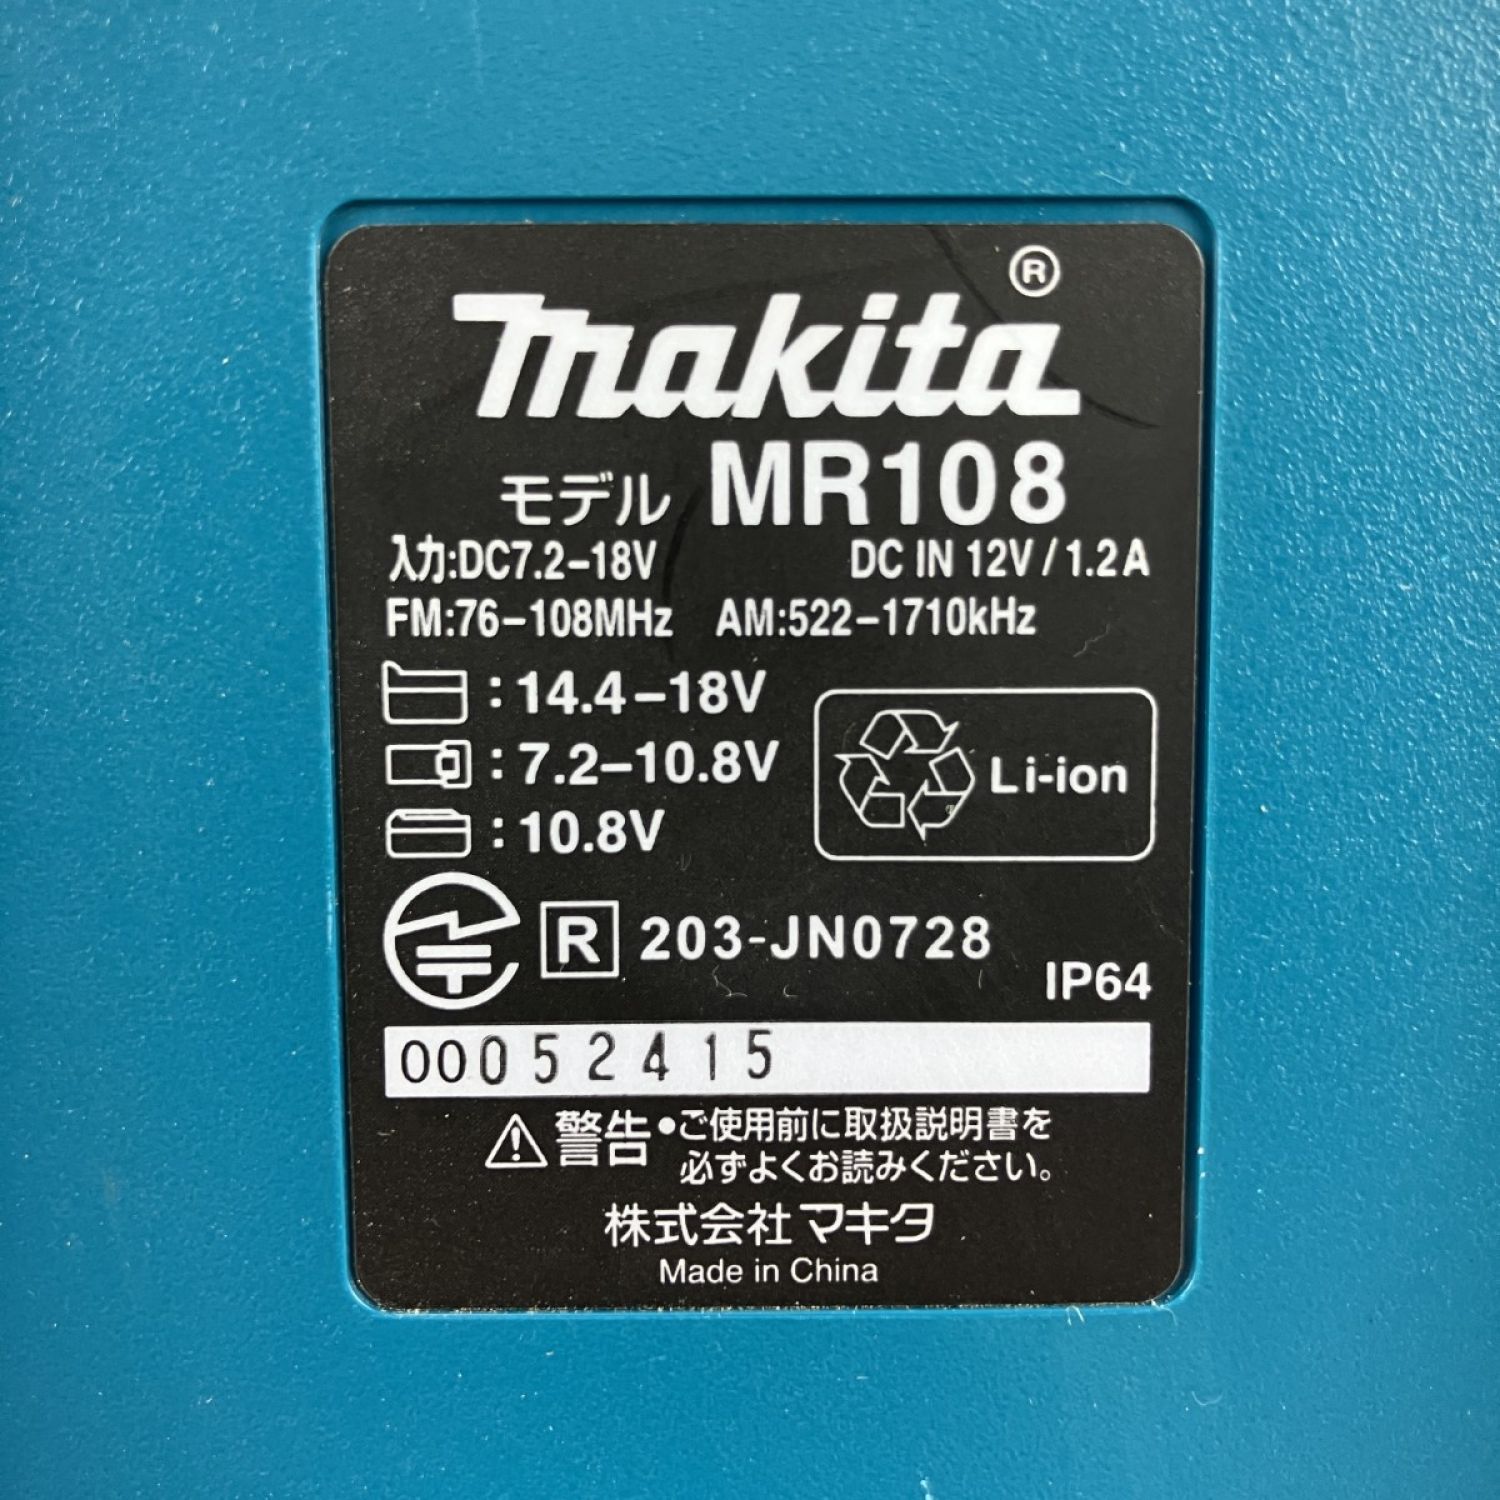 makita®
モデル MR108
入力:DC7.2-18V DC IN 12V/1.2A
FM:76-108MHz AM:522-1710kHz
:14.4-18V
:7.2-10.8V
Li-ion
:10.8V
R 203-JN0728
IP64
00052415
警告 •ご使用前に取扱説明書を
必ずよくお読みください。
株式会社マキタ
Made in China